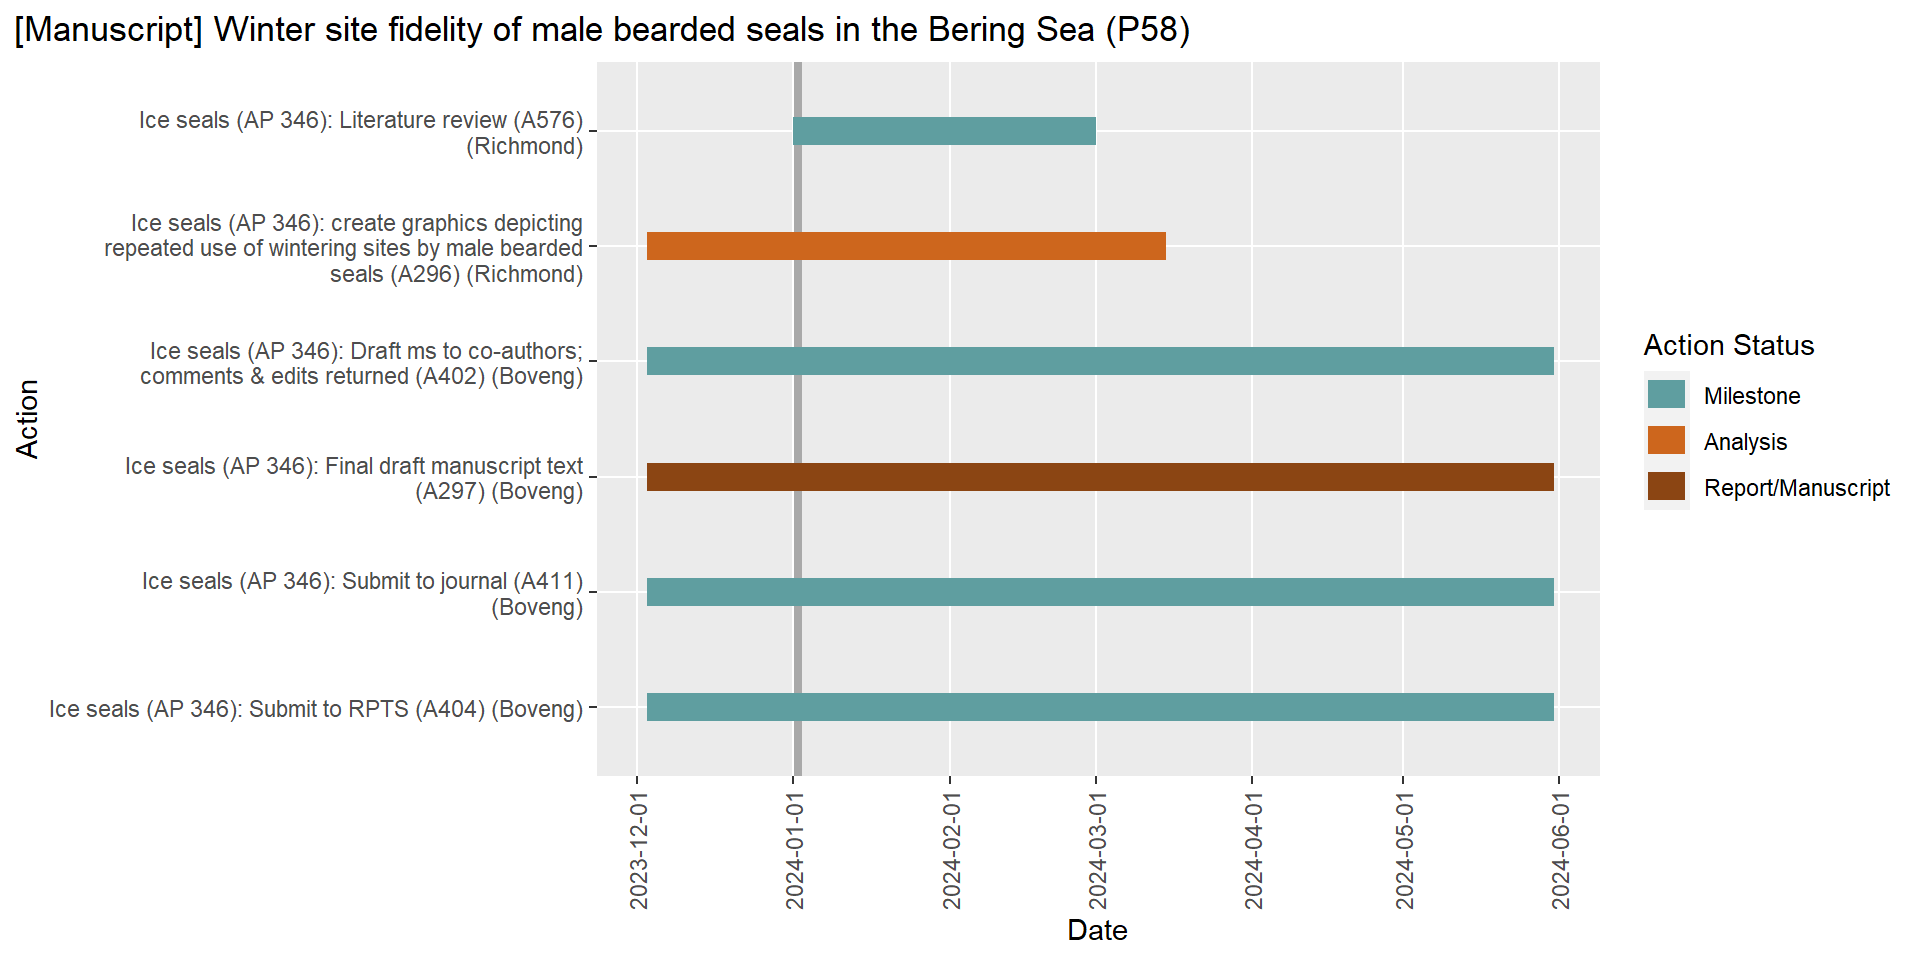 [Manuscript] Winter site fidelity of male bearded seals in the Bering Sea (P58)
Ice seals (AP 346): Literature review (A576)
(Richmond)
Ice seals (AP 346): create graphics depicting
repeated use of wintering sites by male bearded
seals (A296) (Richmond)
Ice seals (AP 346): Draft ms to co-authors;
comments & edits returned (A402) (Boveng)
Ice seals (AP 346): Final draft manuscript text
(A297) (Boveng)
Ice seals (AP 346): Submit to journal (A411)
(Boveng)
Ice seals (AP 346): Submit to RPTS (A404) (Boveng)
Action
2023-12-01
2024-01-01
2024-02-01
2024-03-01
2024-04-01
2024-05-01
2024-06-01
Date
Action Status
Milestone
Analysis
Report/Manuscript